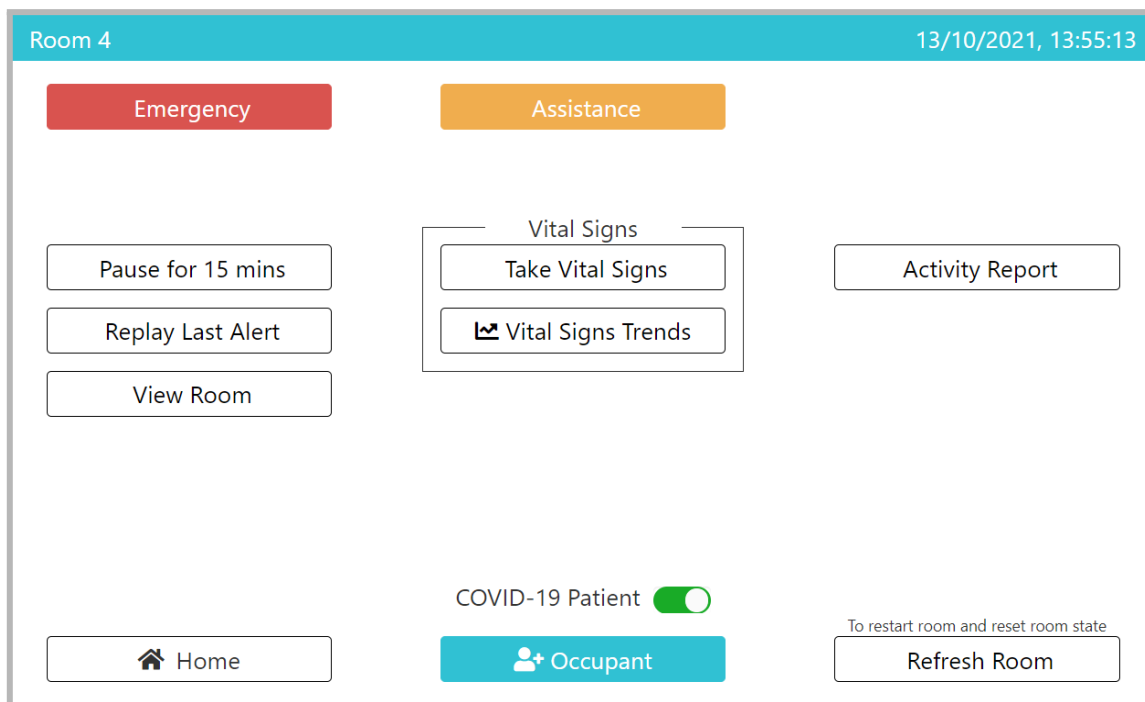 Room 4
13/10/2021, 13:55:13
Emergency
Assistance
Vital Signs
Pause for 15 mins
Take Vital Signs
Activity Report
Replay Last Alert
Vital Signs Trends
View Room
COVID-19 Patient
To restart room and reset room state
Home
Occupant
Refresh Room